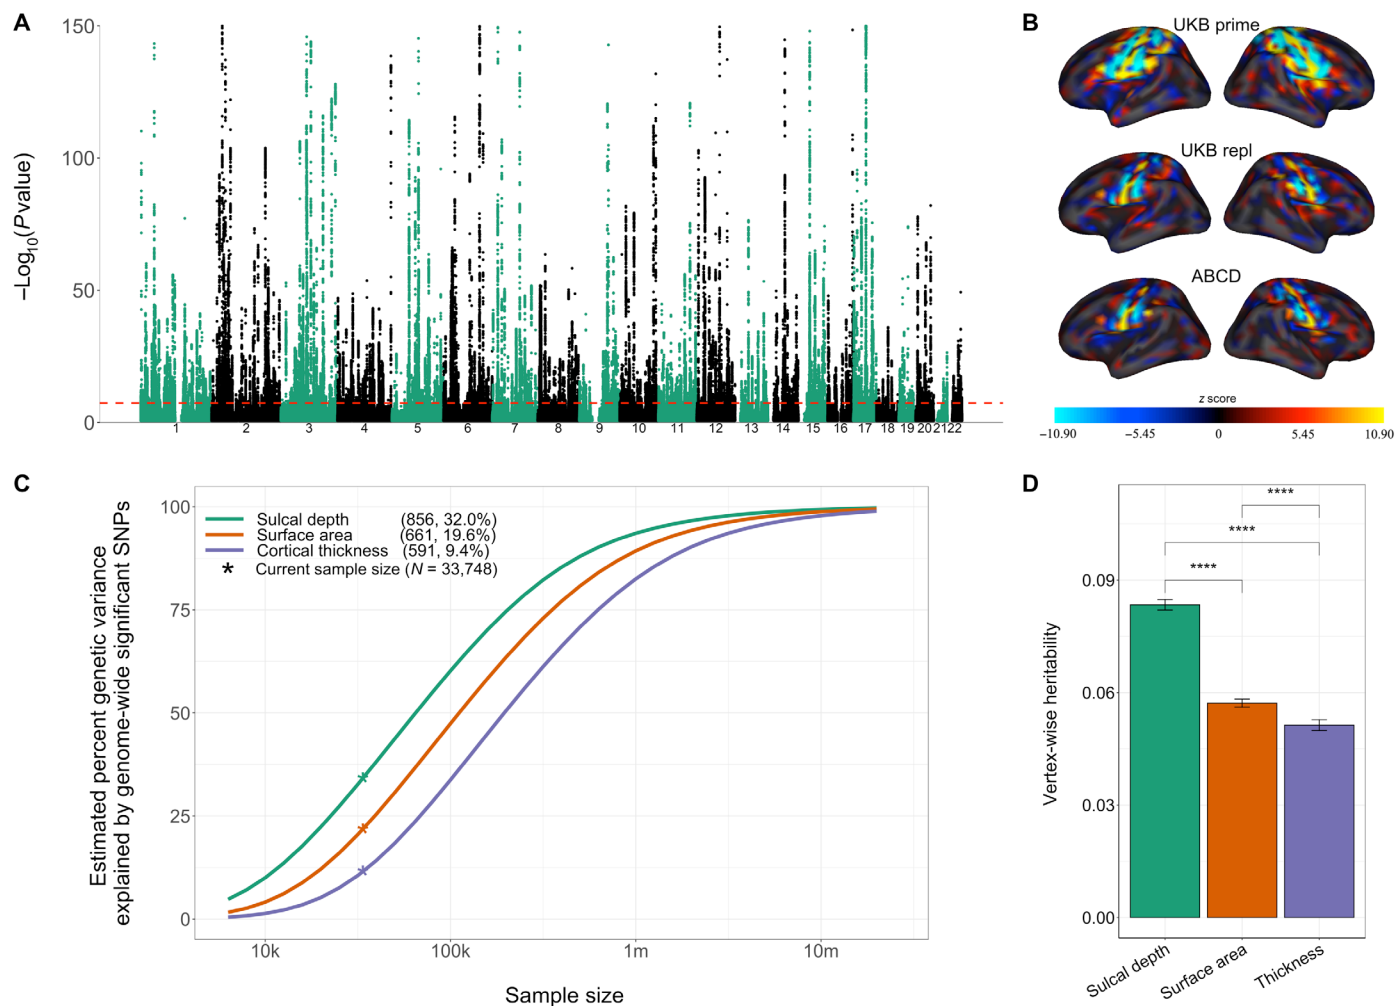 A
150
100
50
0
−Log10(Pvalue)
1 2 3 4 5 6 7 8 9 10 11 12 13 14 15 16 17 18 19 20 21 22
B
UKB prime
UKB repl
ABCD
z score
−10.90 −5.45 0 5.45 10.90
C
Estimated percent genetic variance
explained by genome-wide significant SNPs
100
75
50
25
0
Sulcal depth (856, 32.0%)
Surface area (661, 19.6%)
Cortical thickness (591, 9.4%)
* Current sample size (N = 33,748)
10k 100k 1m 10m
Sample size
D
Vertex-wise heritability
0.09
0.06
0.03
0.00
****
****
****
Sulcal depth
Surface area
Thickness